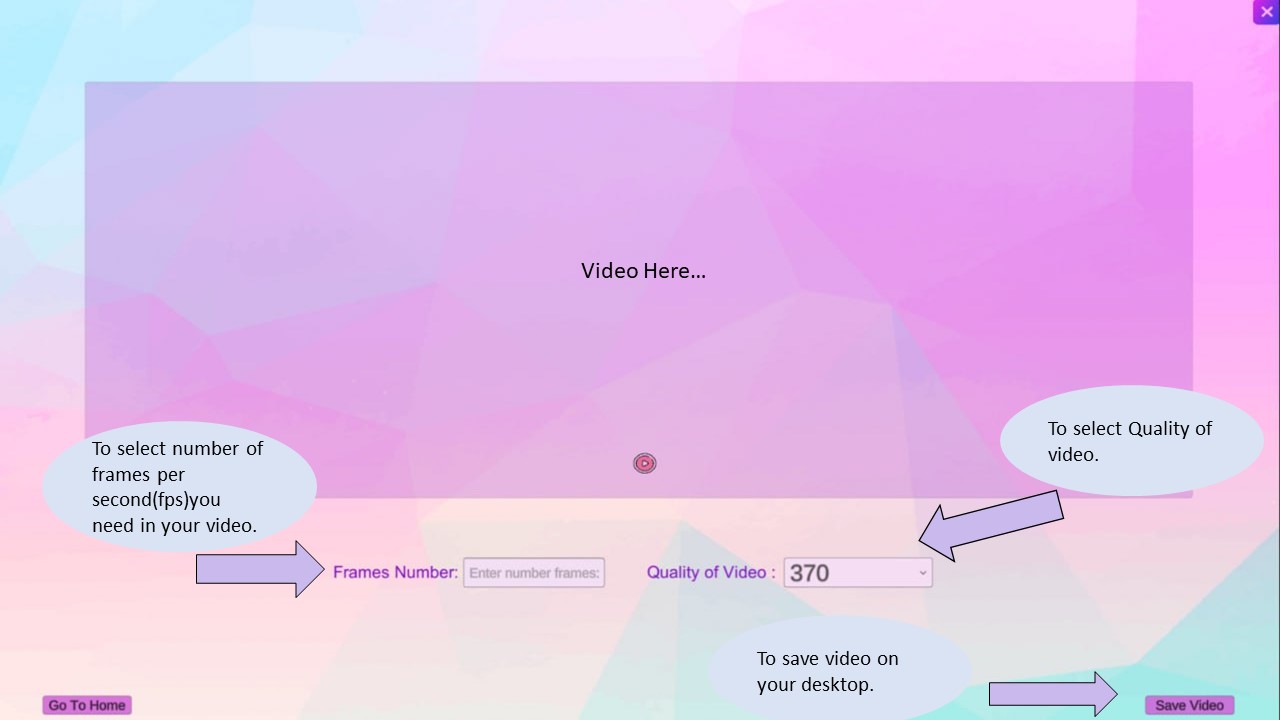 Video Here...
To select number of
frames per
second(fps)you
need in your video.
To select Quality of
video.
Frames Number: Enter number frames:
Quality of Video : 370
To save video on
your desktop.
Go To Home
Save Video